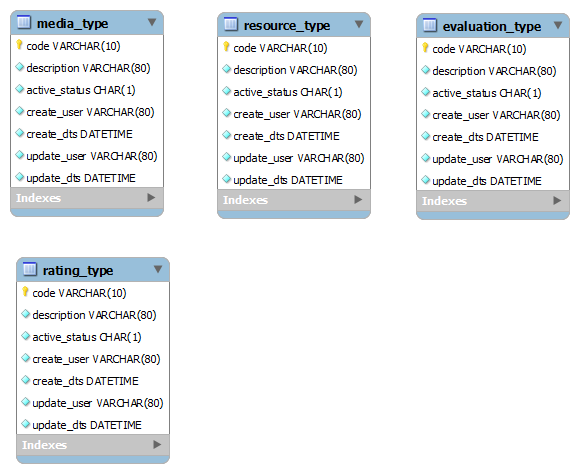 media_type
code VARCHAR(10)
description VARCHAR(80)
active_status CHAR(1)
create_user VARCHAR(80)
create_dts DATETIME
update_user VARCHAR(80)
update_dts DATETIME
Indexes
resource_type
code VARCHAR(10)
description VARCHAR(80)
active_status CHAR(1)
create_user VARCHAR(80)
create_dts DATETIME
update_user VARCHAR(80)
update_dts DATETIME
Indexes
evaluation_type
code VARCHAR(10)
description VARCHAR(80)
active_status CHAR(1)
create_user VARCHAR(80)
create_dts DATETIME
update_user VARCHAR(80)
update_dts DATETIME
Indexes
rating_type
code VARCHAR(10)
description VARCHAR(80)
active_status CHAR(1)
create_user VARCHAR(80)
create_dts DATETIME
update_user VARCHAR(80)
update_dts DATETIME
Indexes